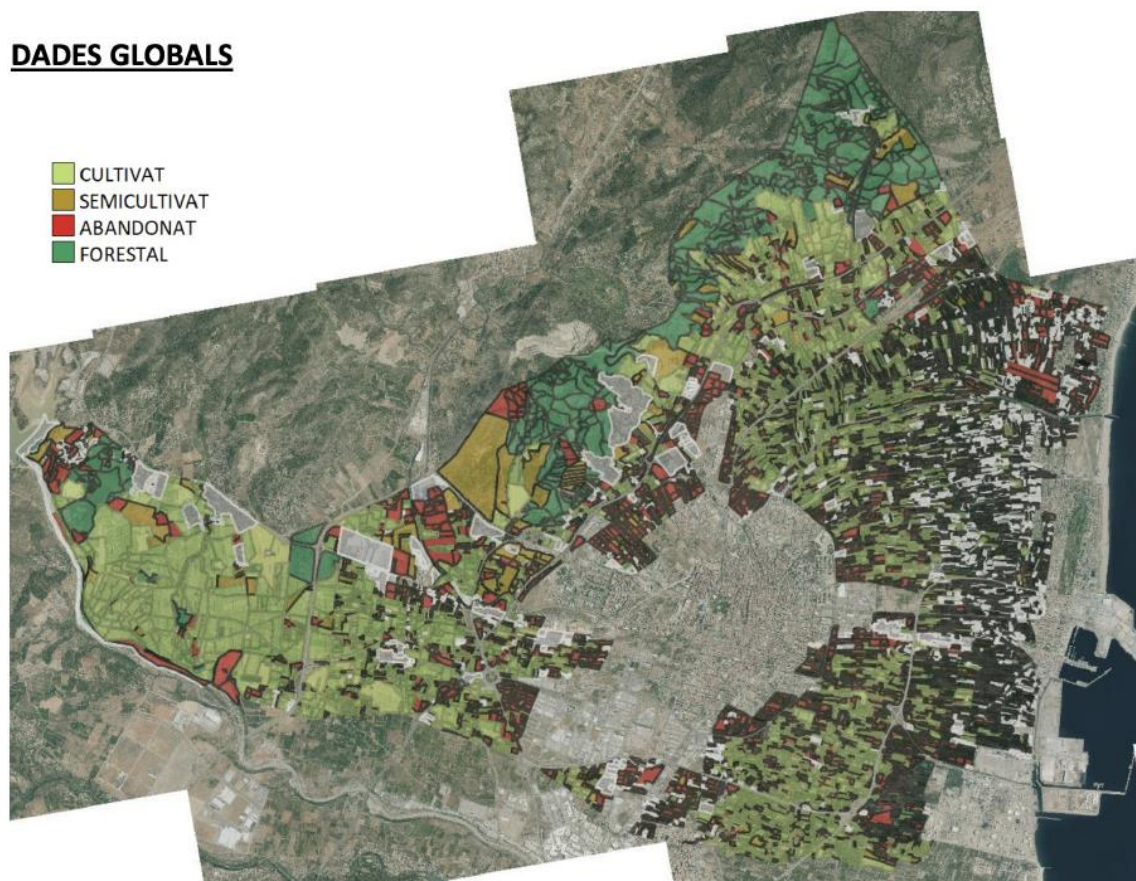 DADES GLOBALS
CULTIVAT
SEMICULTIVAT
ABANDONAT
FORESTAL